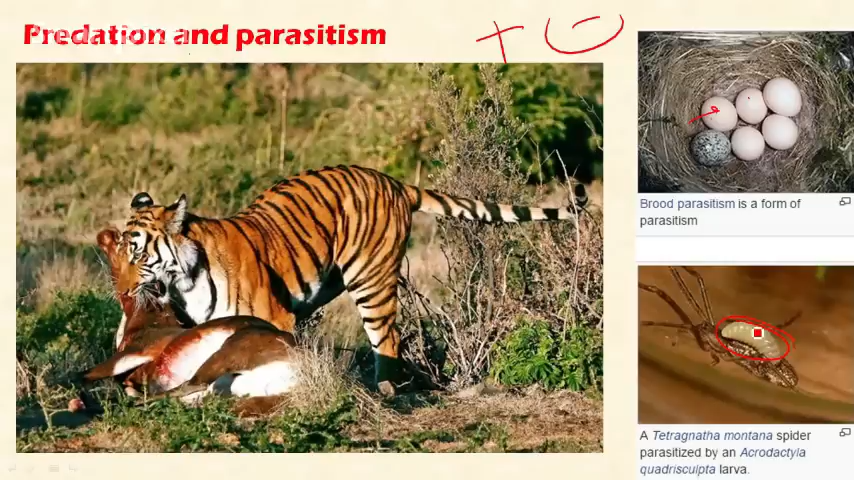 Predation and parasitism
+ -
Brood parasitism is a form of
parasitism
A Tetragnatha montana spider
parasitized by an Acrodactyla
quadrisculpta larva.